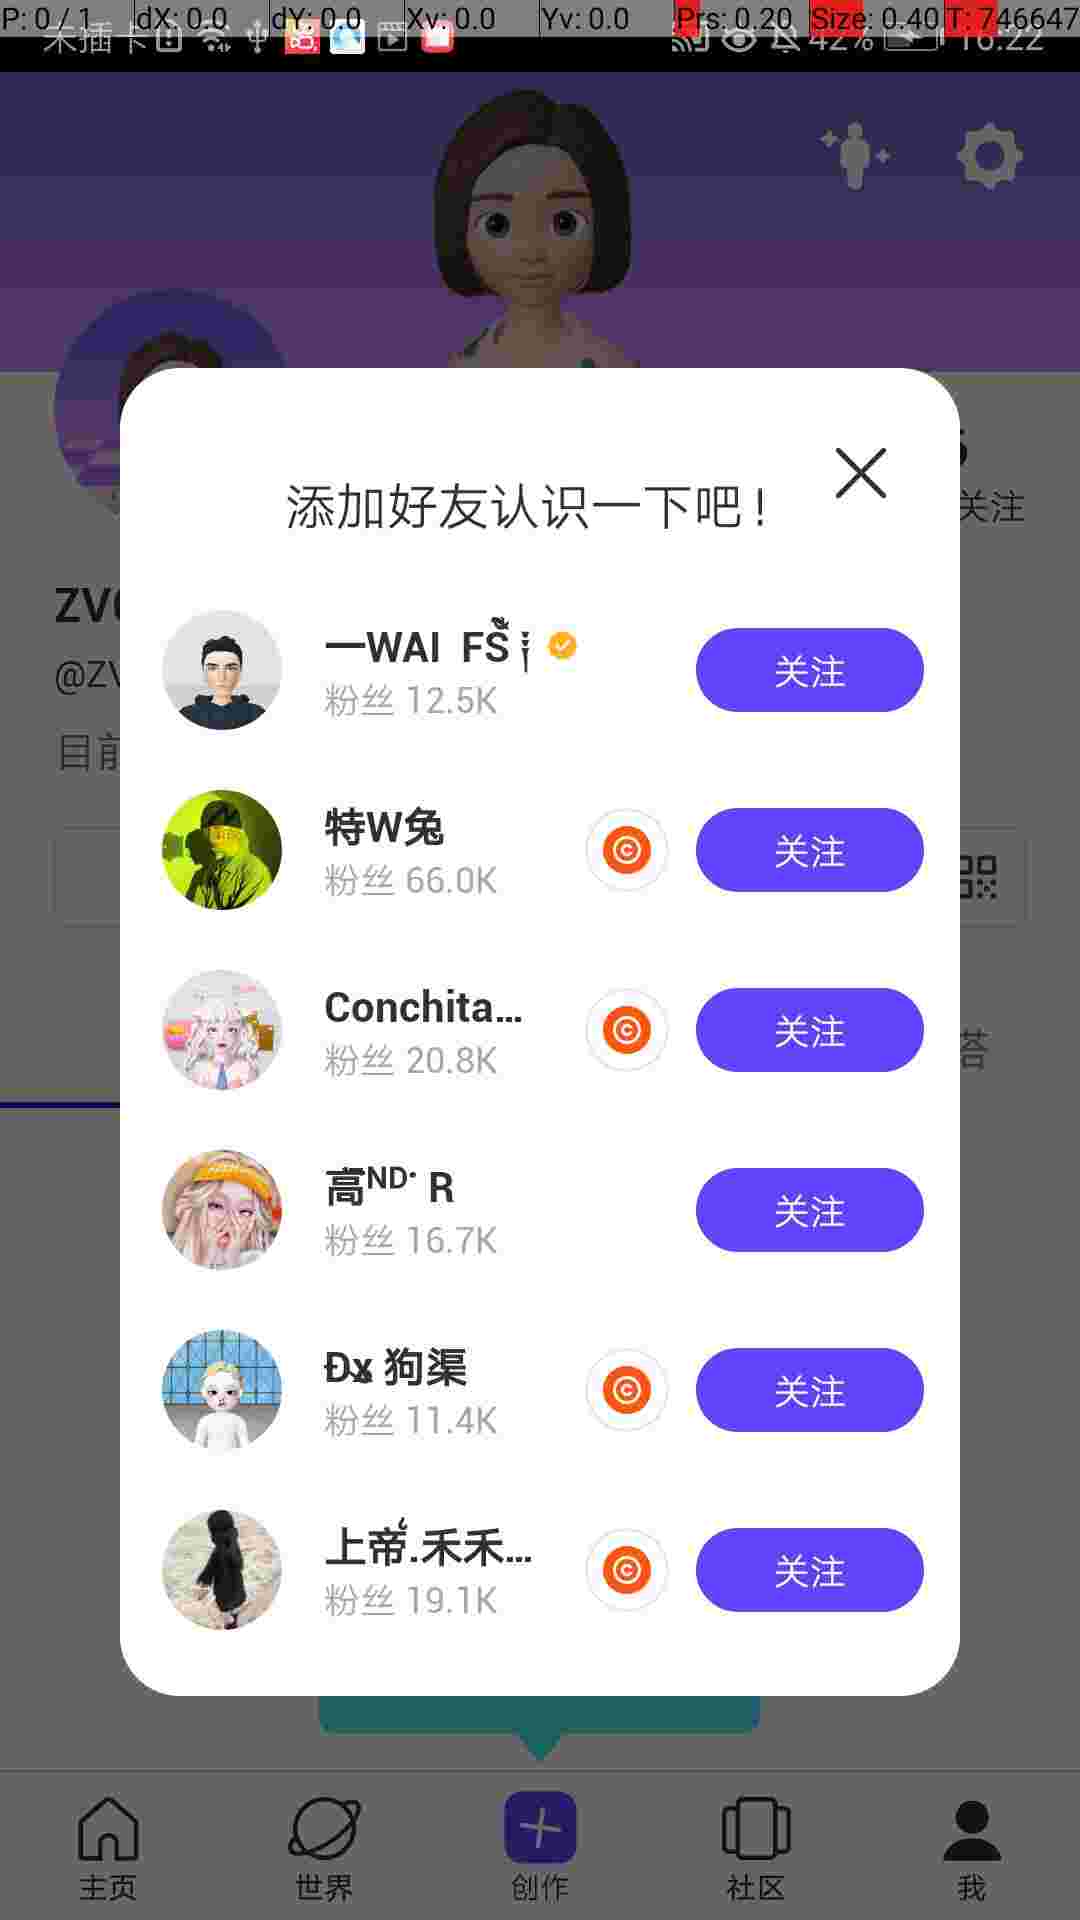 P: 0 / 1 dX: 0.0 dY: 0.0 Xv: 0.0 Yv: 0.0 Prs: 0.20 Size: 0.40 T: 746647
未插卡 42% 16:22
添加好友认识一下吧!
关注
ZV
@ZV
目前
一WAI FS
粉丝 12.5K
关注
特W兔
粉丝 66.0K
关注
Conchita...
粉丝 20.8K
关注
高ᴺᴰ· R
粉丝 16.7K
关注
狗渠
粉丝 11.4K
关注
上帝.禾禾...
粉丝 19.1K
关注
主页 世界 创作 社区 我